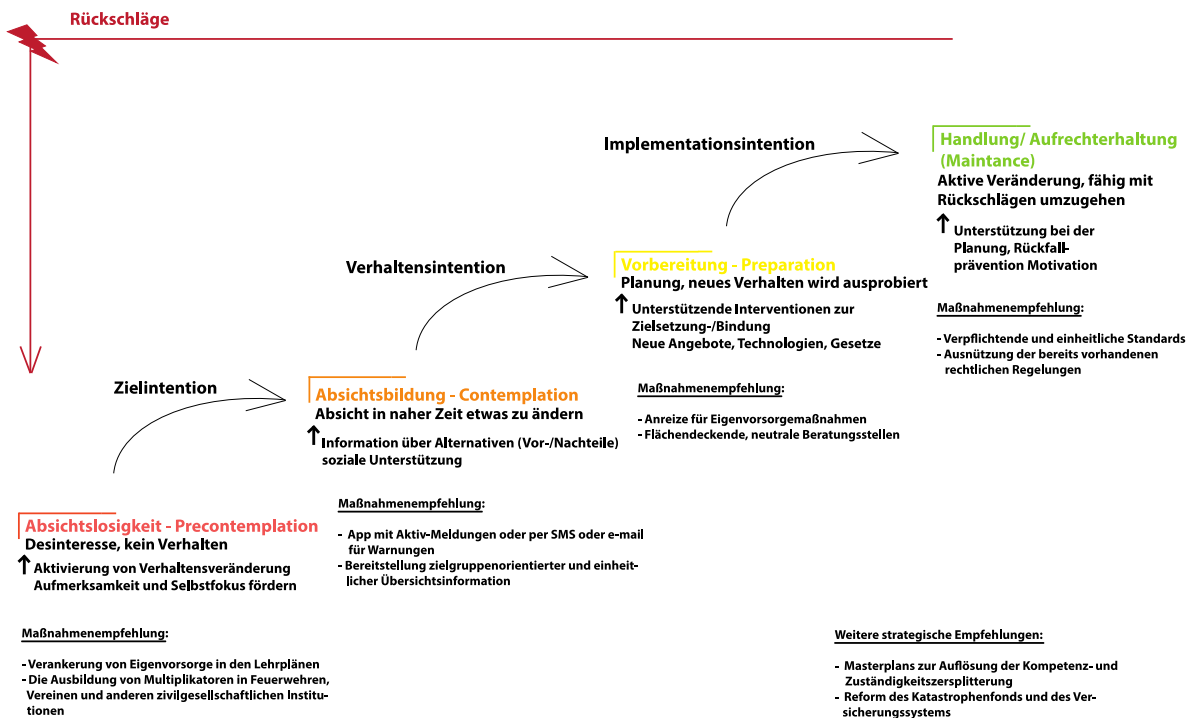 Rückschläge
Implementationsintention
Handlung/ Aufrechterhaltung
(Maintance)
Aktive Veränderung, fähig mit
Rückschlägen umzugehen
↑ Unterstützung bei der
Planung, Rückfall-
prävention Motivation
Maßnahmenempfehlung:
- Verpflichtende und einheitliche Standards
- Ausnützung der bereits vorhandenen
rechtlichen Regelungen
Verhaltensintention
Vorbereitung - Preparation
Planung, neues Verhalten wird ausprobiert
↑ Unterstützende Interventionen zur
Zielsetzung-/Bindung
Neue Angebote, Technologien, Gesetze
Maßnahmenempfehlung:
- Anreize für Eigenvorsorgemaßnahmen
- Flächendeckende, neutrale Beratungsstellen
Zielintention
Absichtsbildung - Contemplation
Absicht in naher Zeit etwas zu ändern
↑ Information über Alternativen (Vor-/Nachteile)
soziale Unterstützung
Maßnahmenempfehlung:
- App mit Aktiv-Meldungen oder per SMS oder e-mail
für Warnungen
- Bereitstellung zielgruppenorientierter und einheit-
licher Übersichtsinformation
Absichtslosigkeit - Precontemplation
Desinteresse, kein Verhalten
↑ Aktivierung von Verhaltensveränderung
Aufmerksamkeit und Selbstfokus fördern
Maßnahmenempfehlung:
- Verankerung von Eigenvorsorge in den Lehrplänen
- Die Ausbildung von Multiplikatoren in Feuerwehren,
Vereinen und anderen zivilgesellschaftlichen Institu-
tionen
Weitere strategische Empfehlungen:
- Masterplans zur Auflösung der Kompetenz- und
Zuständigkeitszersplitterung
- Reform des Katastrophenfonds und des Ver-
sicherungssystems